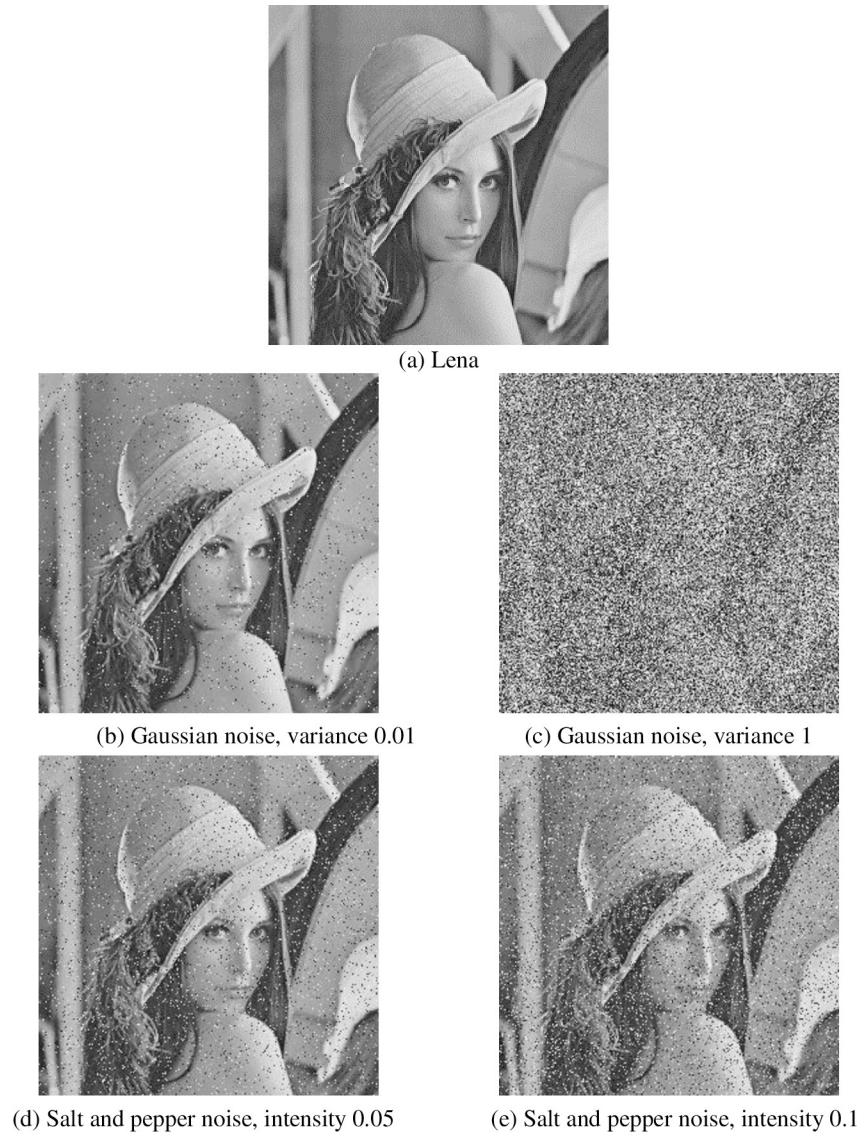 (a) Lena
(b) Gaussian noise, variance 0.01
(c) Gaussian noise, variance 1
(d) Salt and pepper noise, intensity 0.05
(e) Salt and pepper noise, intensity 0.1